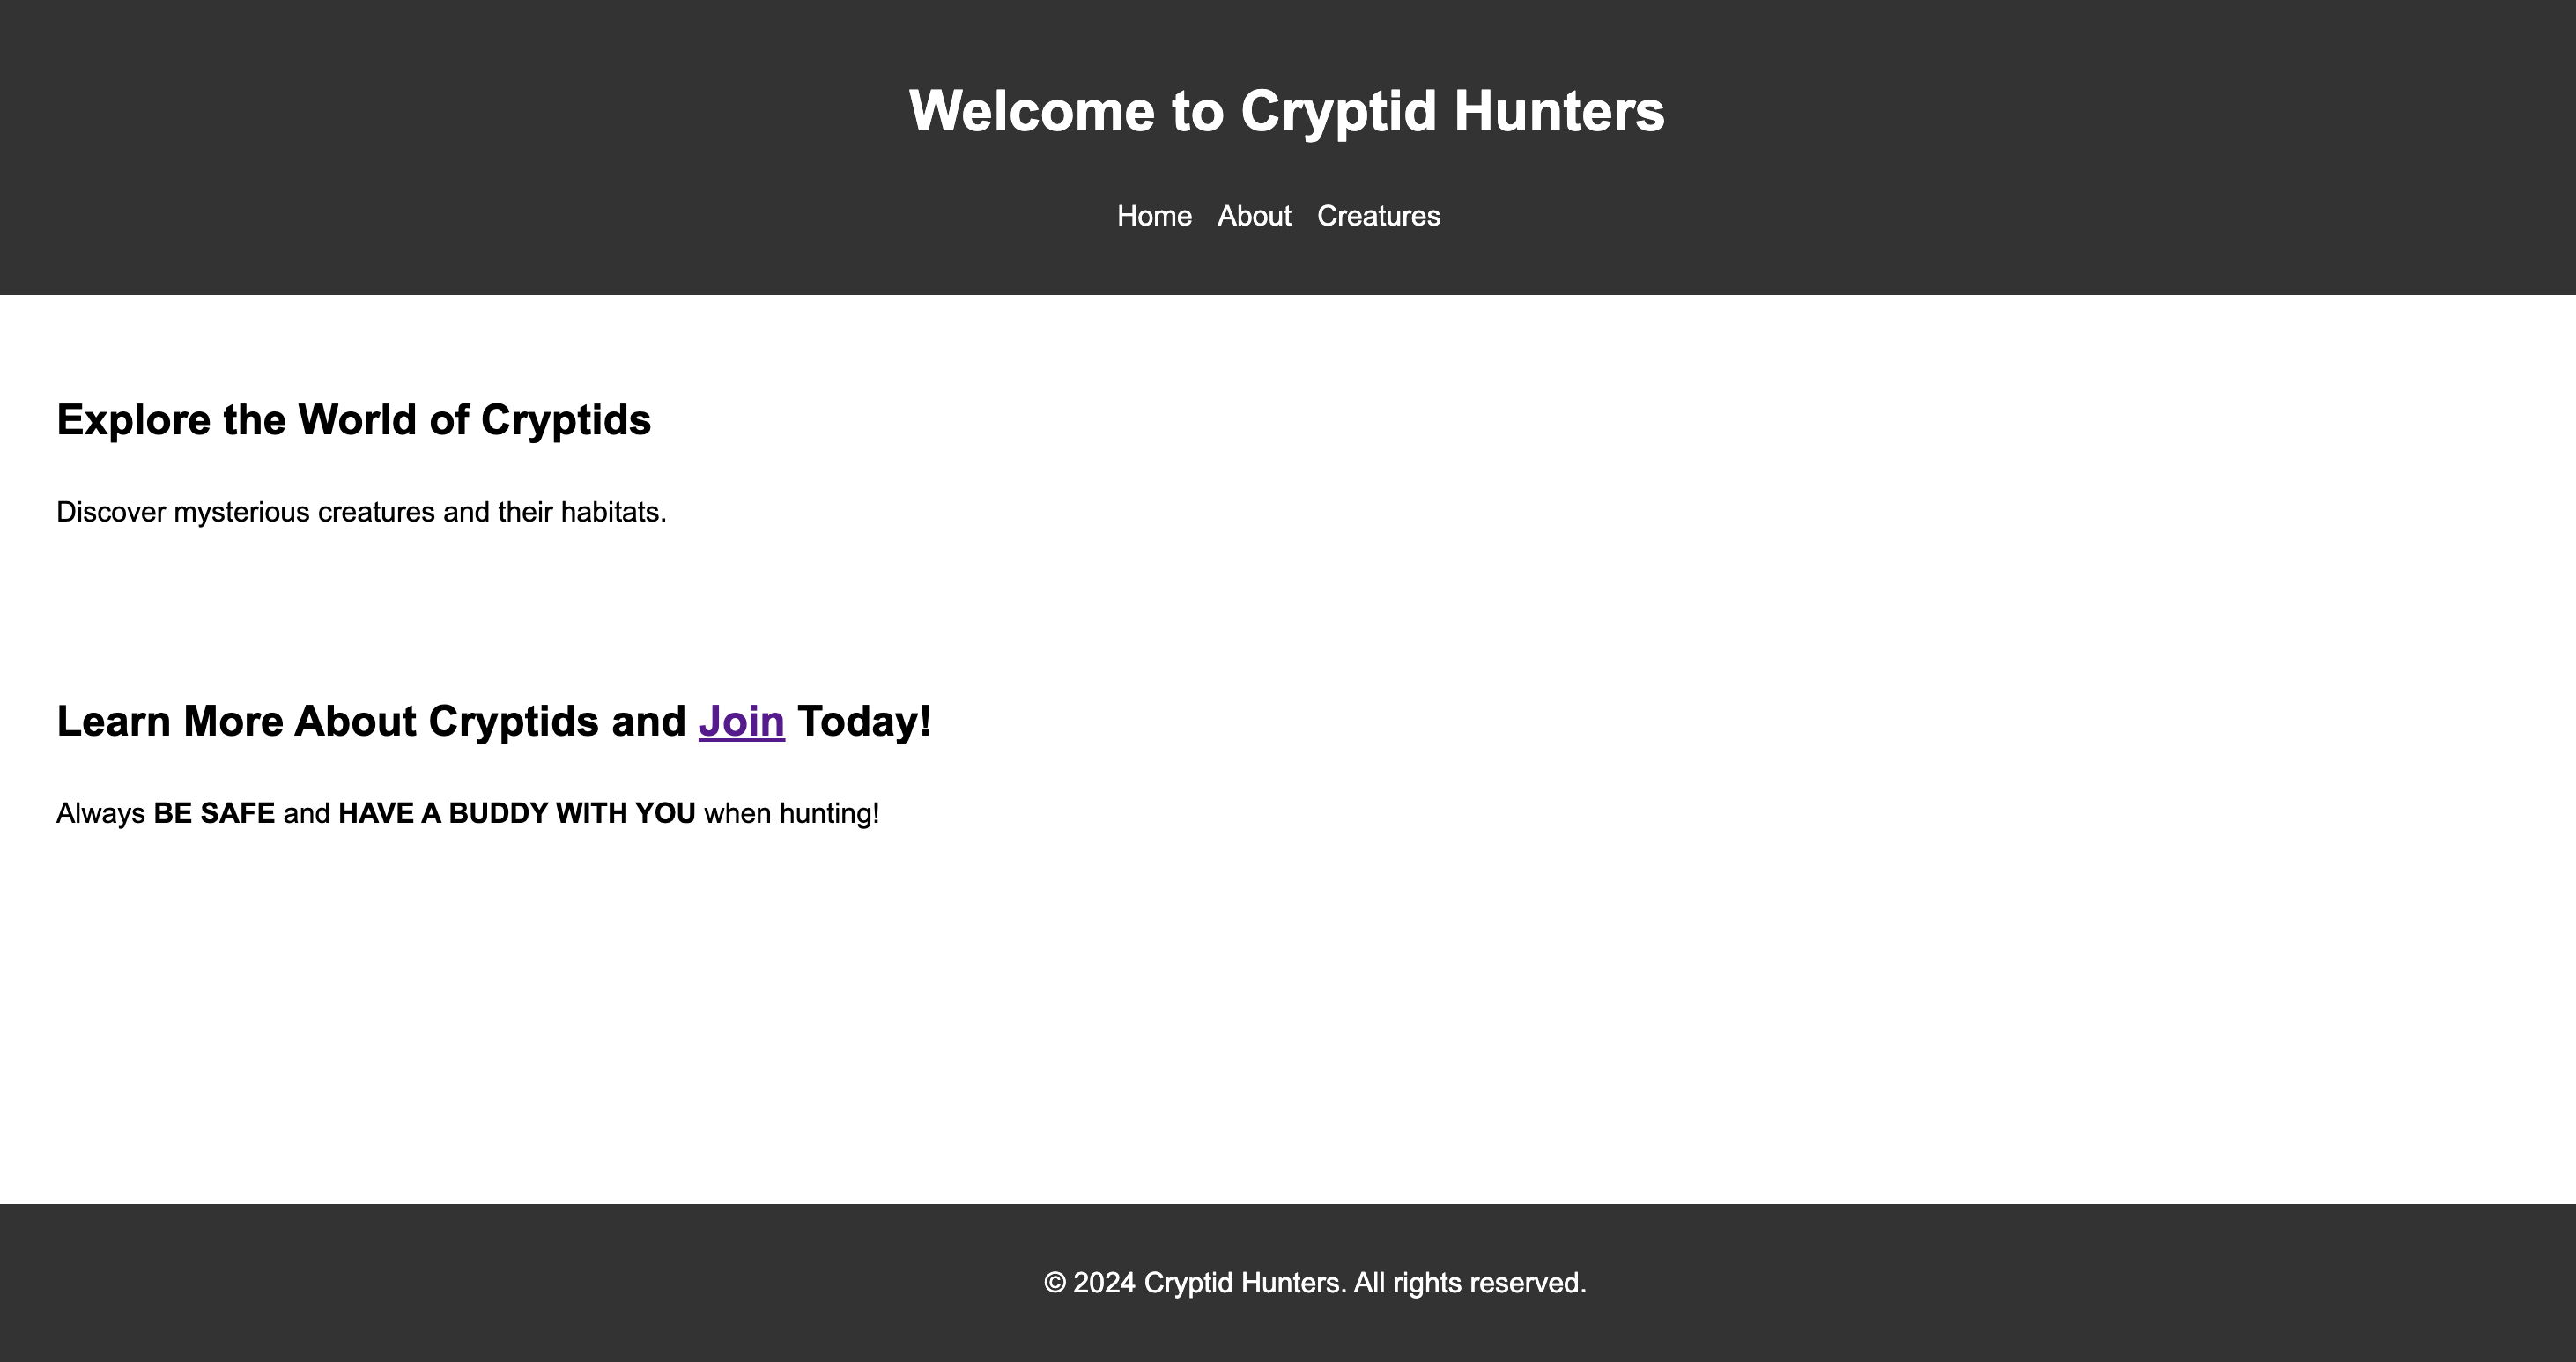 Welcome to Cryptid Hunters
Home About Creatures
Explore the World of Cryptids
Discover mysterious creatures and their habitats.
Learn More About Cryptids and Join Today!
Always BE SAFE and HAVE A BUDDY WITH YOU when hunting!
© 2024 Cryptid Hunters. All rights reserved.